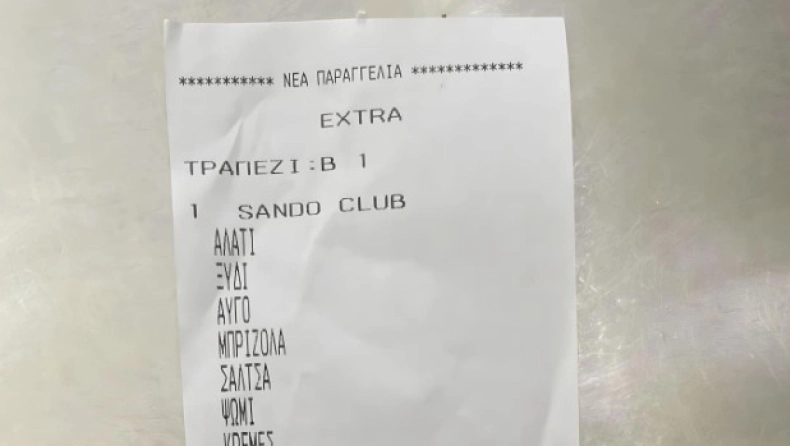 *********** ΝΕΑ ΠΑΡΑΓΓΕΛΙΑ *************
EXTRA
ΤΡΑΠΕΖΙ:Β 1
1 SANDO CLUB
ΑΛΑΤΙ
ΞΥΔΙ
ΑΥΓΟ
ΜΠΡΙΖΟΛΑ
ΣΑΛΤΣΑ
ΨΩΜΙ